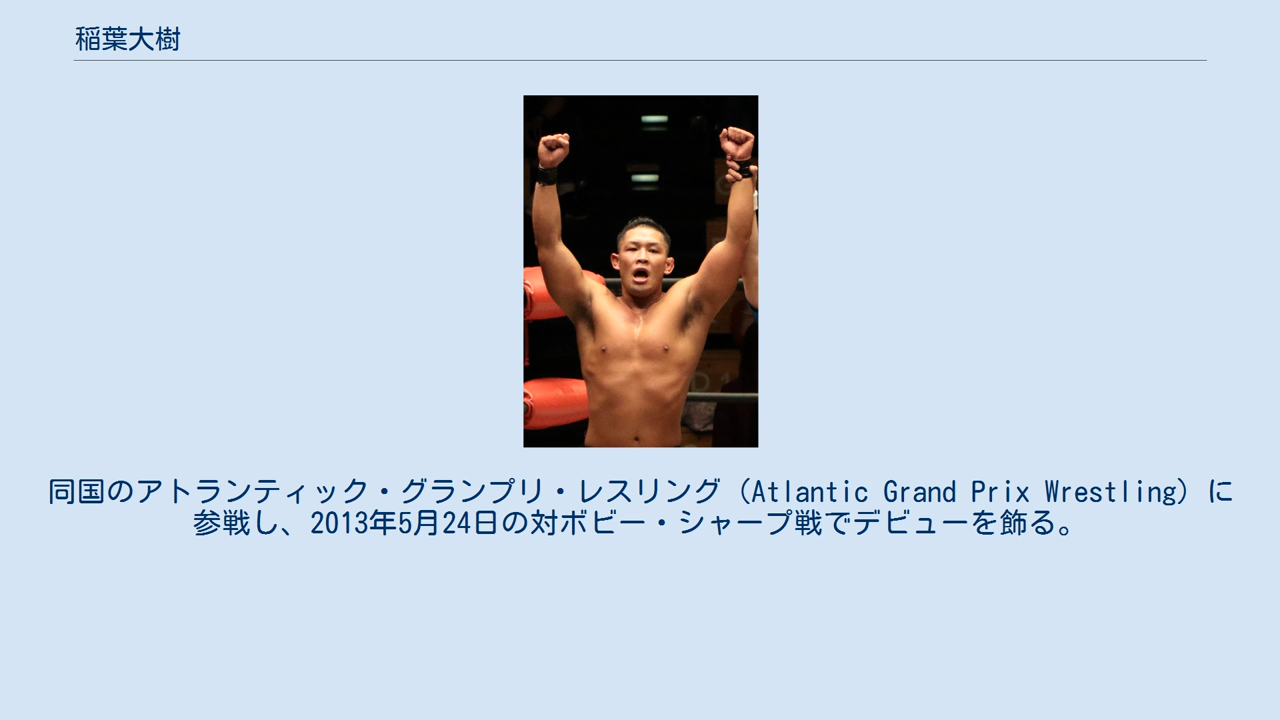 稲葉大樹
同国のアトランティック・グランプリ・レスリング（Atlantic Grand Prix Wrestling）に
参戦し、2013年5月24日の対ボビー・シャープ戦でデビューを飾る。